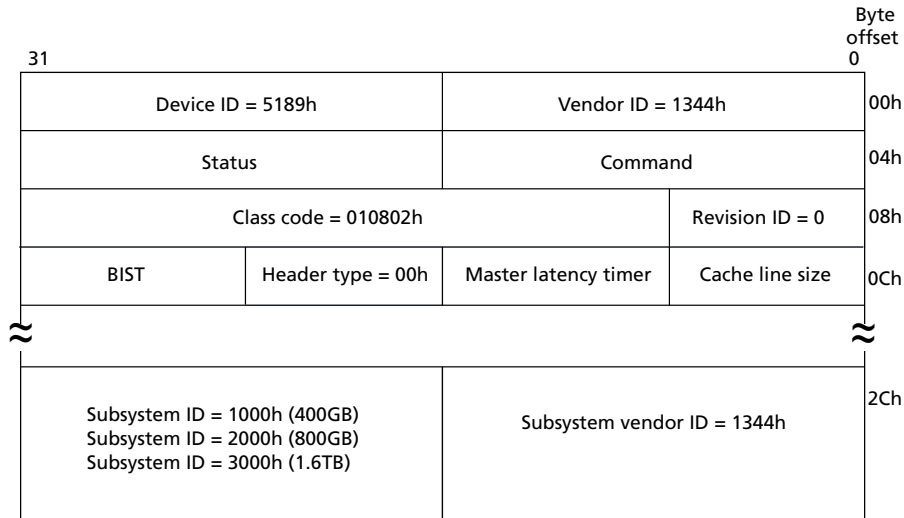 Byte
offset
31 0
Device ID = 5189h Vendor ID = 1344h 00h
Status Command 04h
Class code = 010802h Revision ID = 0 08h
BIST Header type = 00h Master latency timer Cache line size 0Ch
≈ ≈
2Ch
Subsystem ID = 1000h (400GB)
Subsystem ID = 2000h (800GB) Subsystem vendor ID = 1344h
Subsystem ID = 3000h (1.6TB)